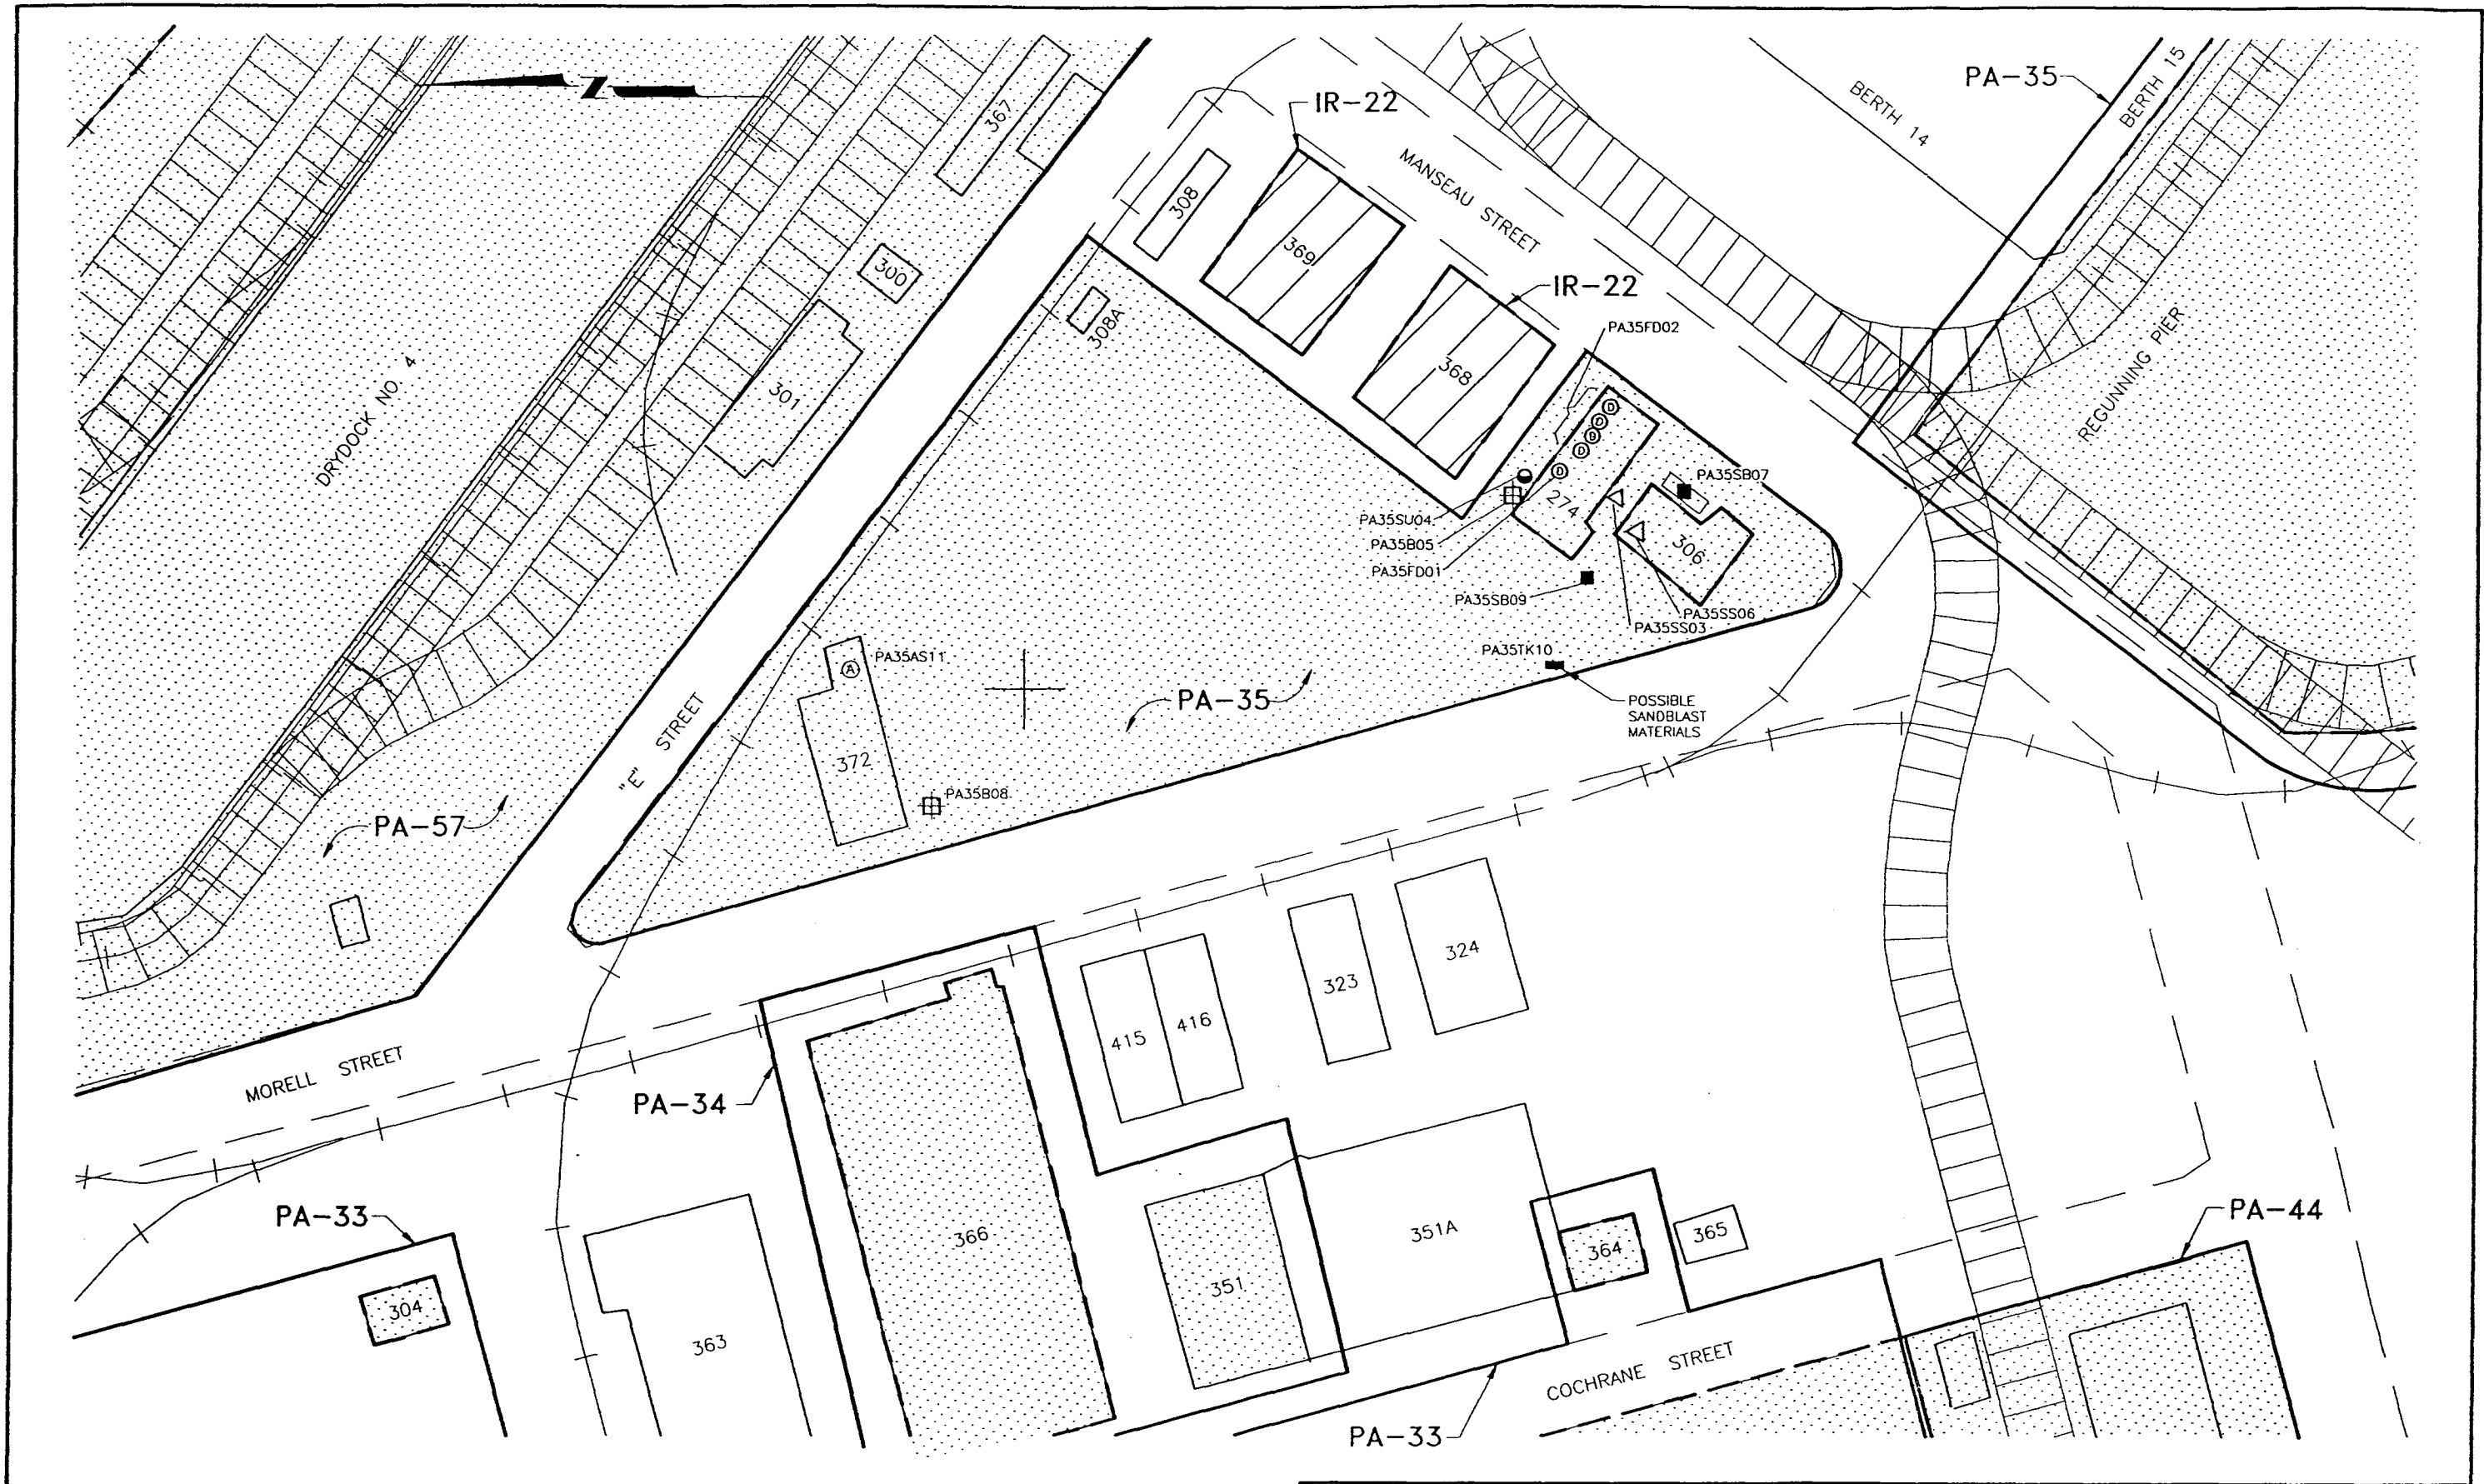 PA-35
BERTH 15
BERTH 14
IR-22
Z
367
MANSEAU STREET
308
369
300
IR-22
308A
PA35FD02
REGUNNING PIER
368
301
DRYDOCK NO 4
D
D
D
D
D
PA35SB07
274
PA35SU04
PA35B05
306
PA35FD01
PA35SB09
PA35SS06
PA35SS03
PA35TK10
A
PA35AS11
PA-35
POSSIBLE
SANDBLAST
MATERIALS
"E" STREET
372
PA35B08
PA-57
324
323
416
415
MORELL STREET
PA-34
PA-33
PA-44
366
351A
365
364
351
304
363
COCHRANE STREET
PA-33